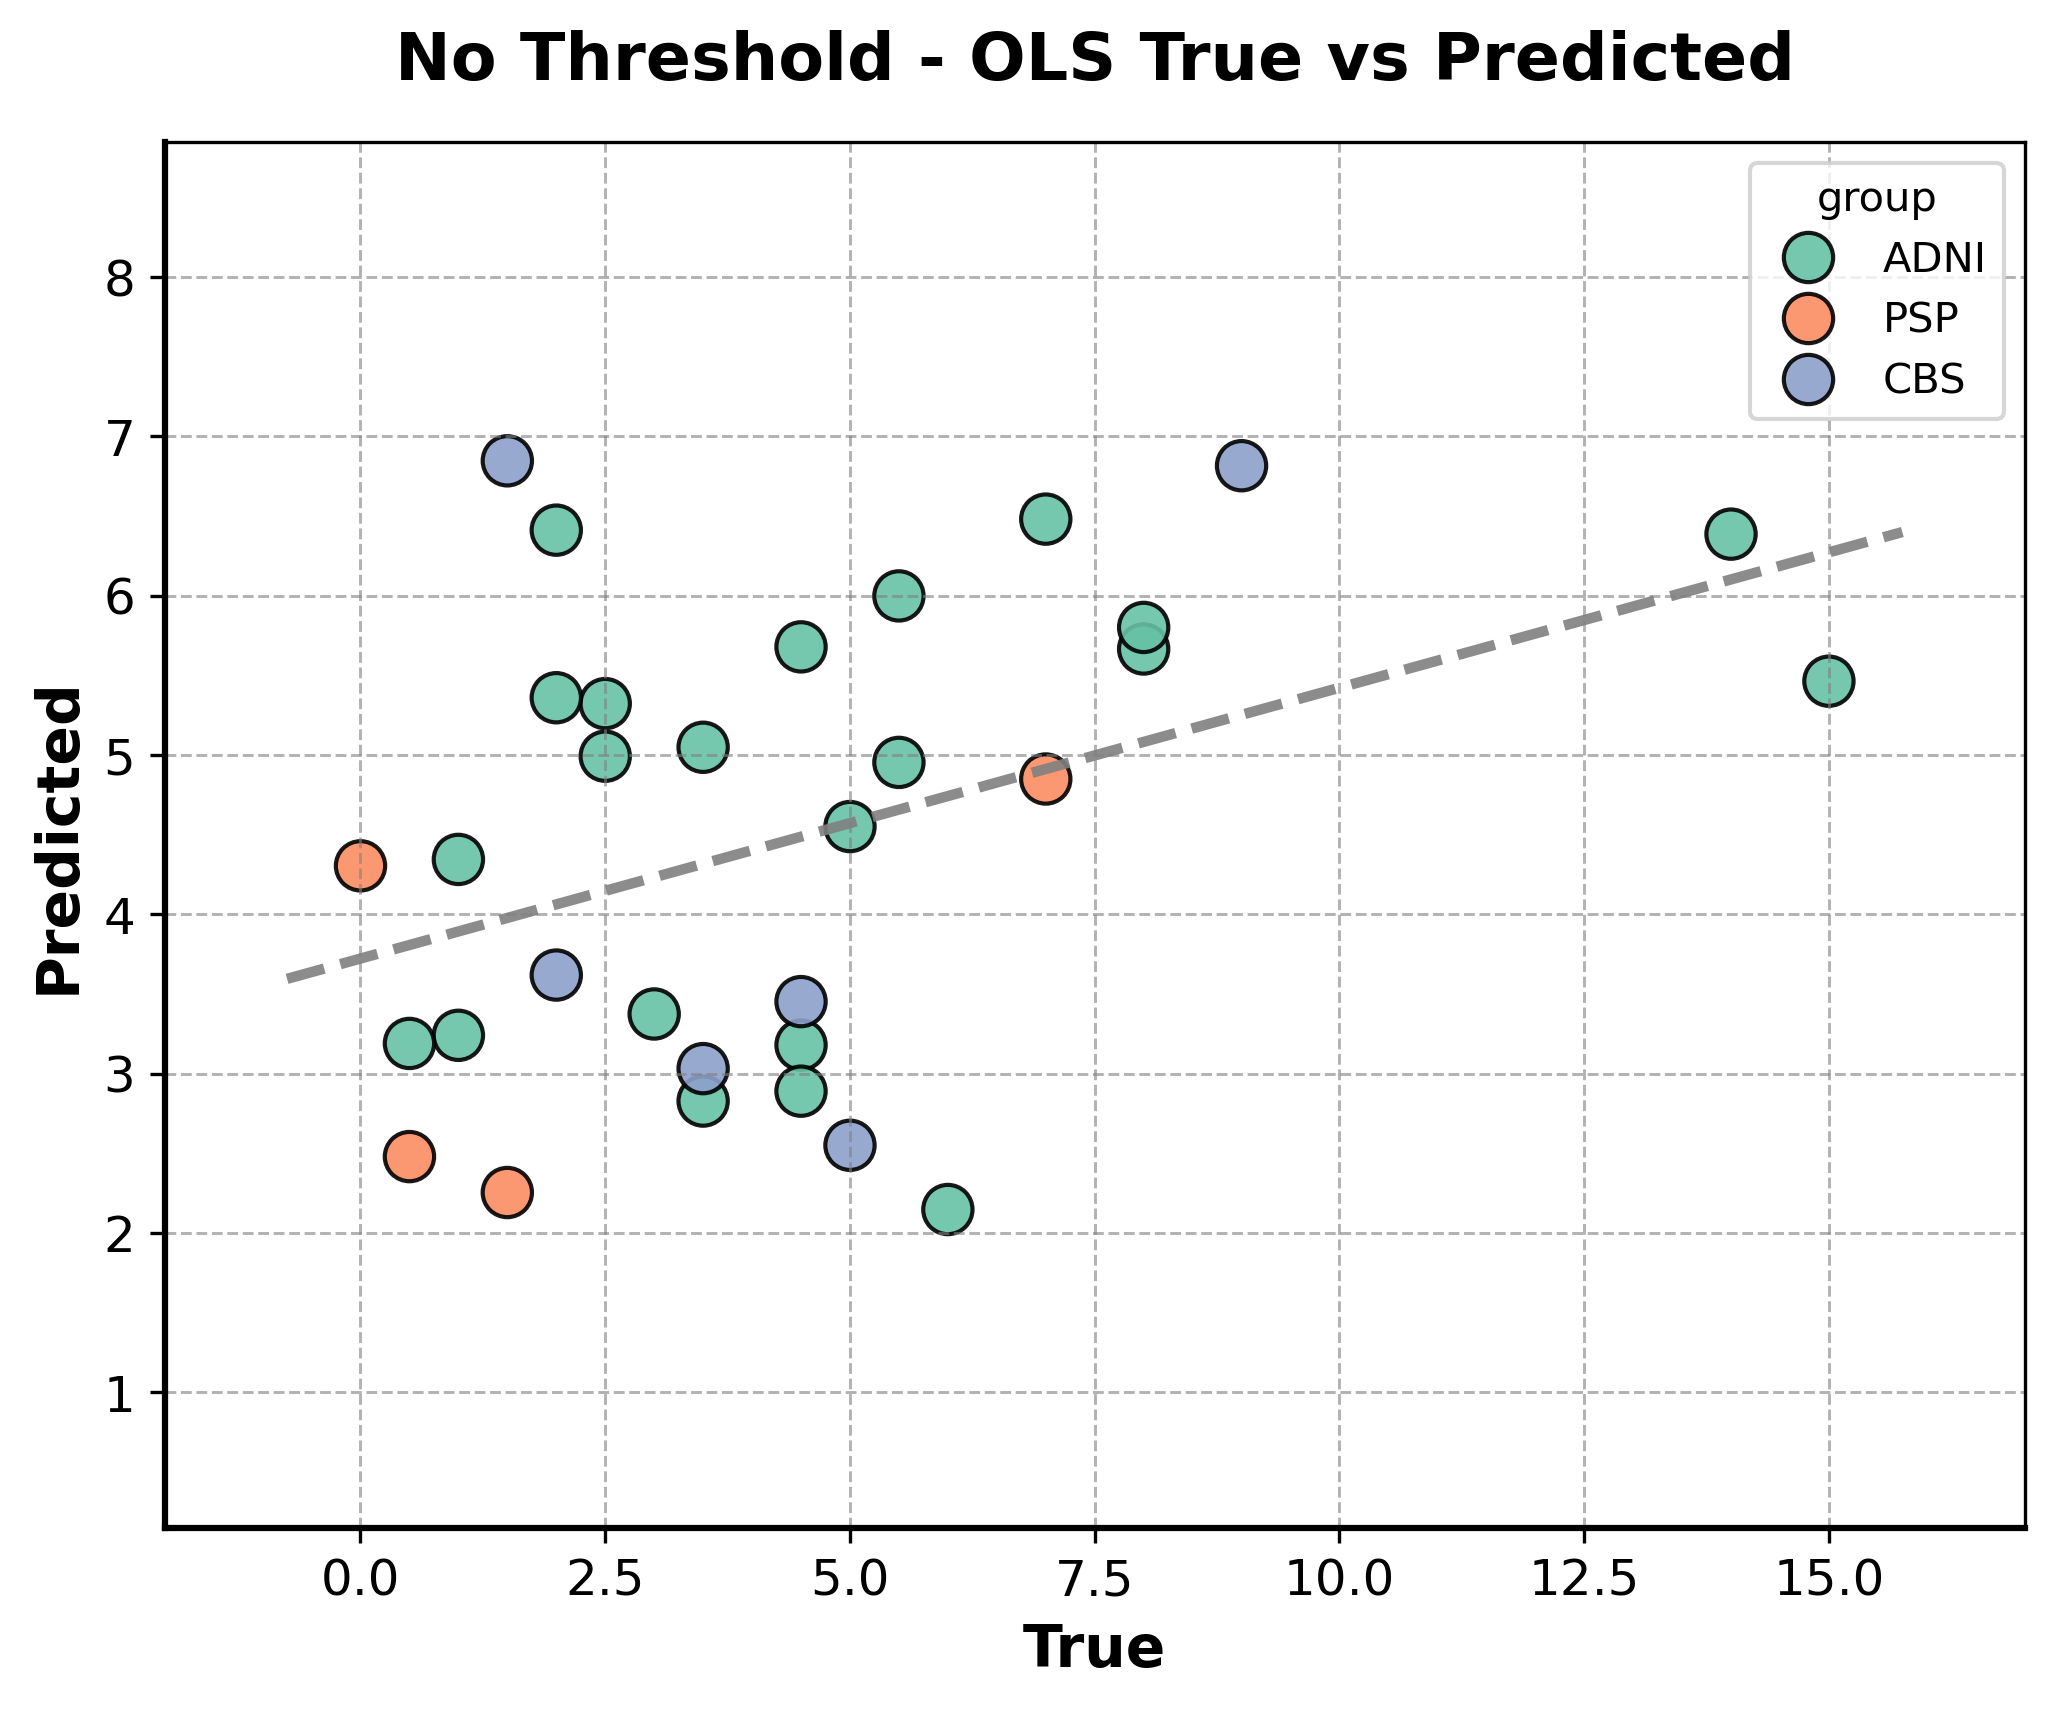 No Threshold - OLS True vs Predicted
group
ADNI
PSP
CBS
8
7
6
5
4
3
2
1
Predicted
0.0 2.5 5.0 7.5 10.0 12.5 15.0
True